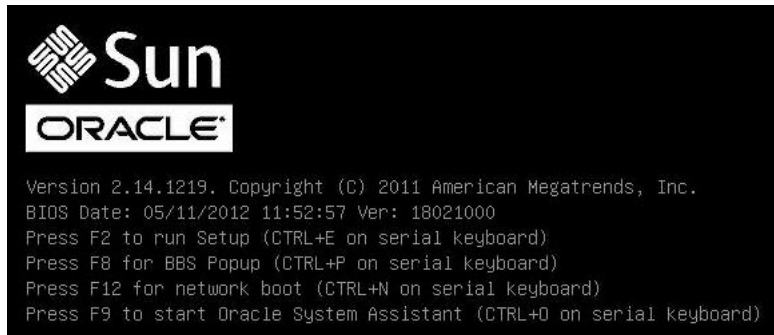 Sun
ORACLE
Version 2.14.1219. Copyright (C) 2011 American Megatrends, Inc.
BIOS Date: 05/11/2012 11:52:57 Ver: 18021000
Press F2 to run Setup (CTRL+E on serial keyboard)
Press F8 for BBS Popup (CTRL+P on serial keyboard)
Press F12 for network boot (CTRL+N on serial keyboard)
Press F9 to start Oracle System Assistant (CTRL+O on serial keyboard)